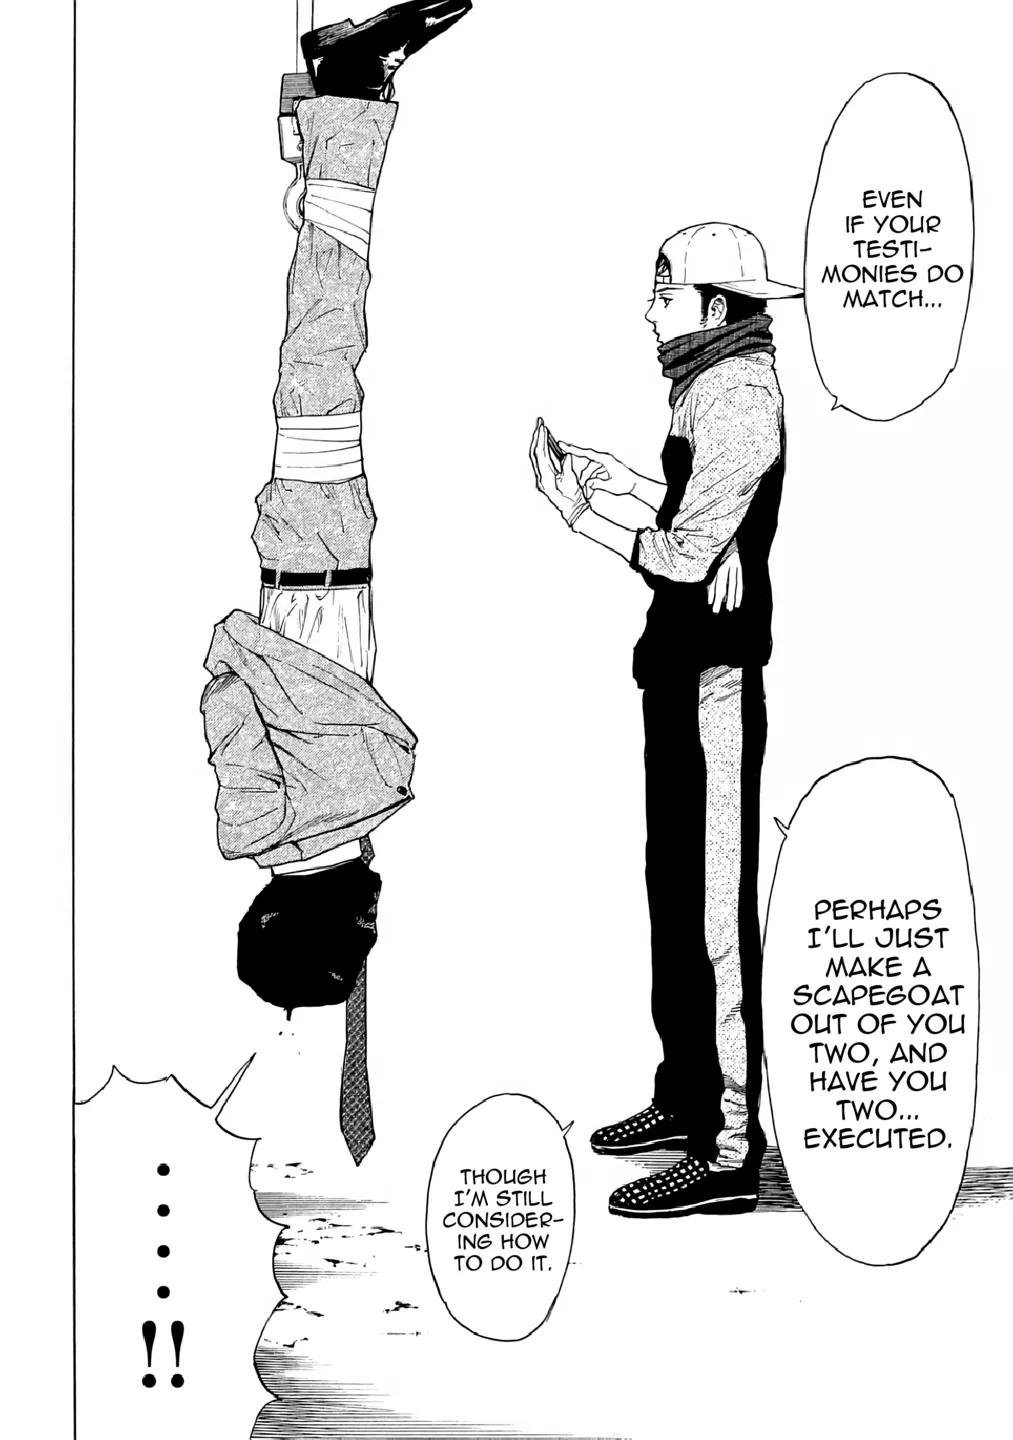 EVEN
IF YOUR
TESTI-
MONIES DO
MATCH...
PERHAPS
I'LL JUST
MAKE A
SCAPEGOAT
OUT OF YOU
TWO, AND
HAVE YOU
TWO...
EXECUTED.
THOUGH
I'M STILL
CONSIDER-
ING HOW
TO DO IT.
....!!